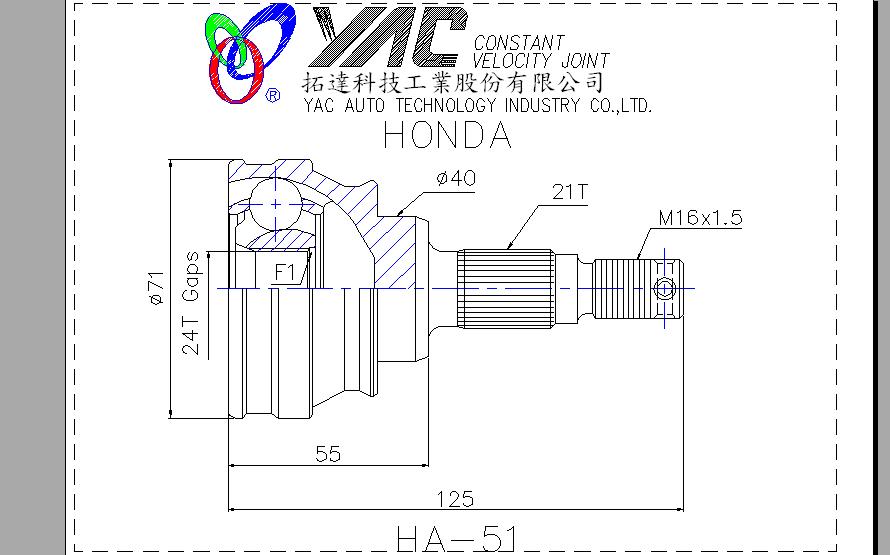 YAC
CONSTANT
VELOCITY JOINT
拓達科技工業股份有限公司
®
YAC AUTO TECHNOLOGY INDUSTRY CO.,LTD.
HONDA
ø40
21T
M16x1.5
F1
ø71
24T Gaps
55
125
HA-51